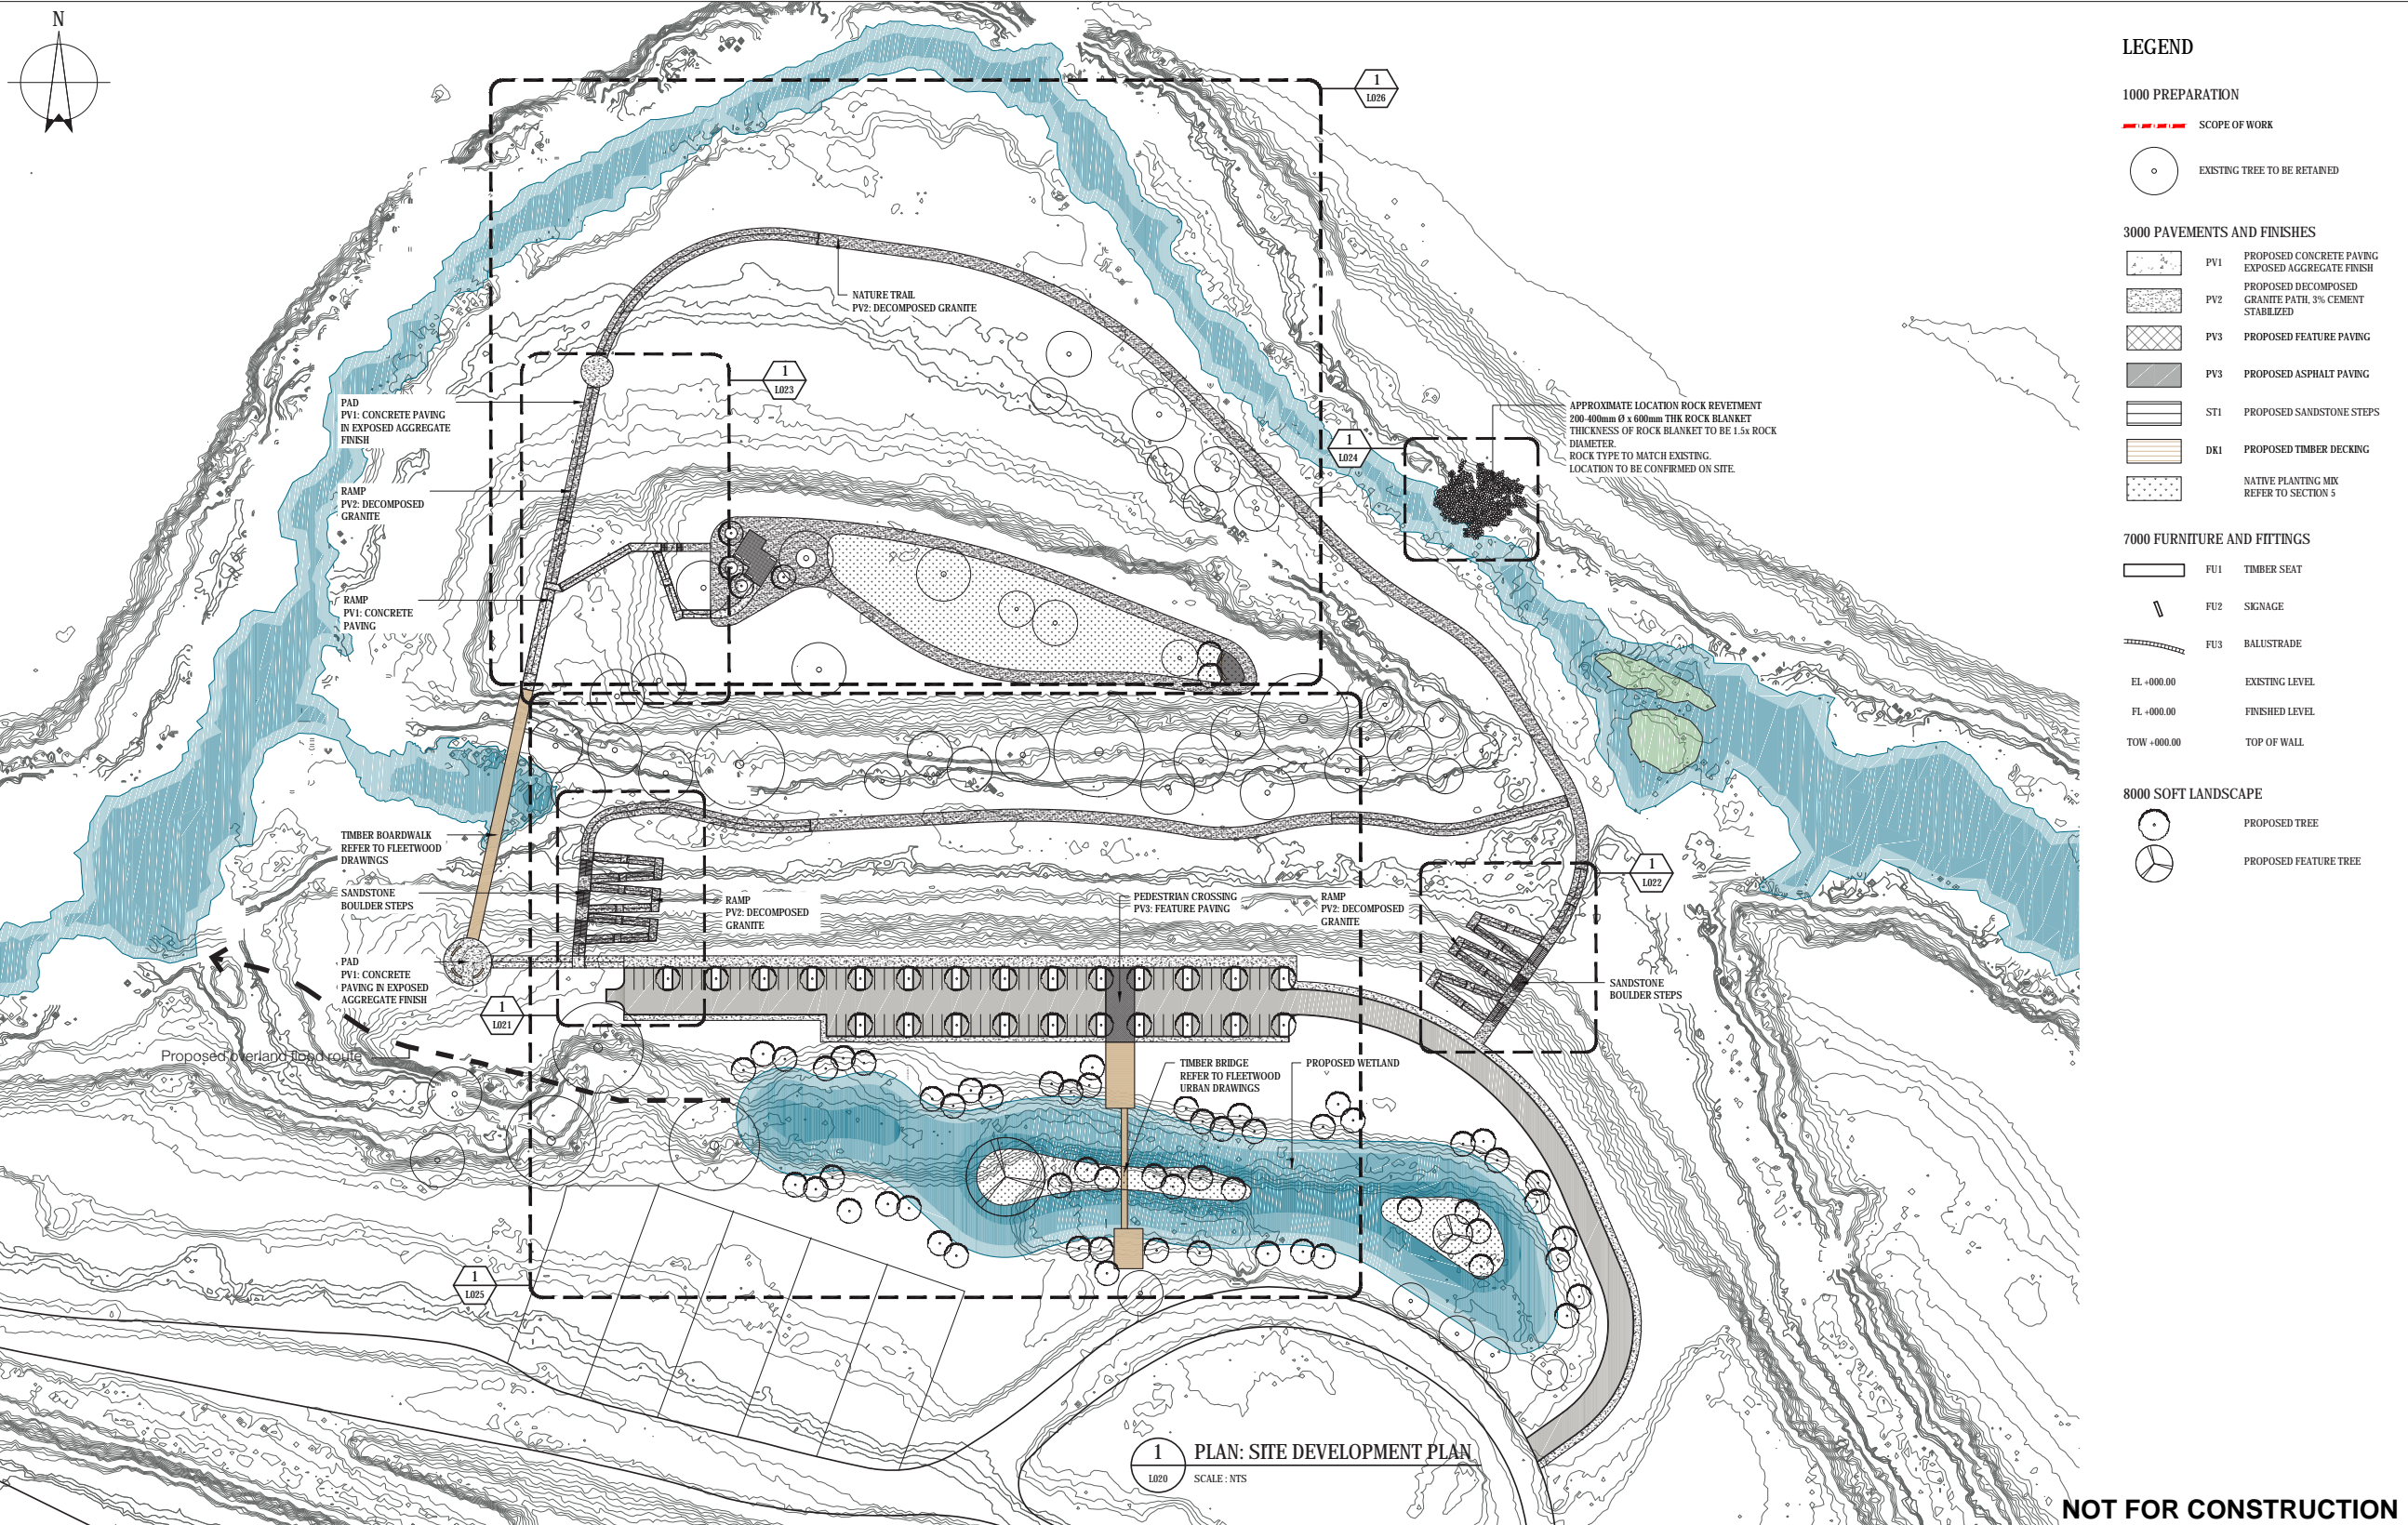 N
1
L026
NATURE TRAIL
PV2: DECOMPOSED GRANITE
1
L023
PAD
PV1: CONCRETE PAVING
IN EXPOSED AGGREGATE
FINISH
RAMP
PV2: DECOMPOSED
GRANITE
RAMP
PV1: CONCRETE
PAVING
1
L024
APPROXIMATE LOCATION ROCK REVETMENT
200-400mm Ø x 600mm THK ROCK BLANKET
THICKNESS OF ROCK BLANKET TO BE 1.5x ROCK
DIAMETER.
ROCK TYPE TO MATCH EXISTING.
LOCATION TO BE CONFIRMED ON SITE.
TIMBER BOARDWALK
REFER TO FLEETWOOD
DRAWINGS
SANDSTONE
BOULDER STEPS
RAMP
PV2: DECOMPOSED
GRANITE
PEDESTRIAN CROSSING
PV3: FEATURE PAVING
RAMP
PV2: DECOMPOSED
GRANITE
1
L022
PAD
PV1: CONCRETE
PAVING IN EXPOSED
AGGREGATE FINISH
1
L021
SANDSTONE
BOULDER STEPS
Proposed overland flood route
TIMBER BRIDGE
REFER TO FLEETWOOD
URBAN DRAWINGS
PROPOSED WETLAND
1
L025
1
L020
PLAN: SITE DEVELOPMENT PLAN
SCALE : NTS
LEGEND
1000 PREPARATION
SCOPE OF WORK
EXISTING TREE TO BE RETAINED
3000 PAVEMENTS AND FINISHES
PV1 PROPOSED CONCRETE PAVING
EXPOSED AGGREGATE FINISH
PV2 PROPOSED DECOMPOSED
GRANITE PATH, 3% CEMENT
STABILIZED
PV3 PROPOSED FEATURE PAVING
PV3 PROPOSED ASPHALT PAVING
ST1 PROPOSED SANDSTONE STEPS
DK1 PROPOSED TIMBER DECKING
NATIVE PLANTING MIX
REFER TO SECTION 5
7000 FURNITURE AND FITTINGS
FU1 TIMBER SEAT
FU2 SIGNAGE
FU3 BALUSTRADE
EL +000.00 EXISTING LEVEL
FL +000.00 FINISHED LEVEL
TOW +000.00 TOP OF WALL
8000 SOFT LANDSCAPE
PROPOSED TREE
PROPOSED FEATURE TREE
NOT FOR CONSTRUCTION